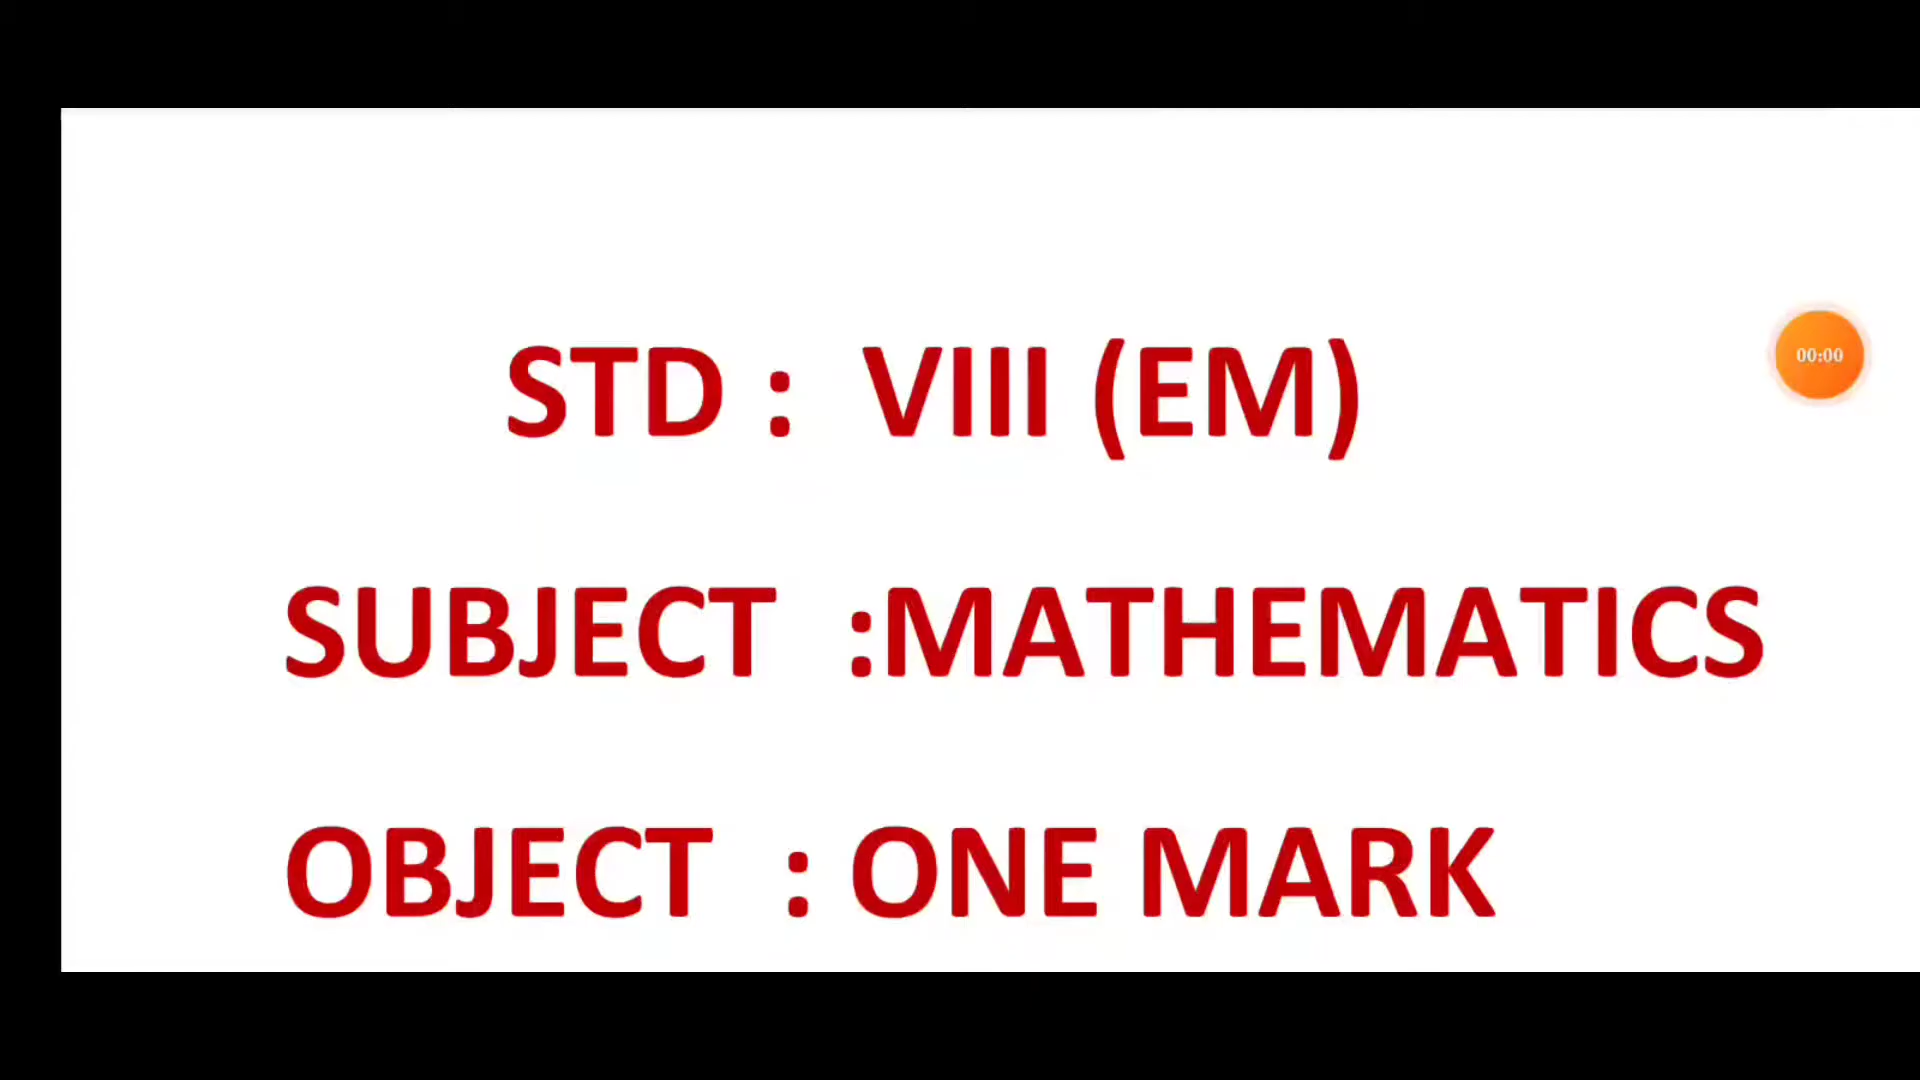 STD : VIII (EM)
00:00
SUBJECT :MATHEMATICS
OBJECT : ONE MARK